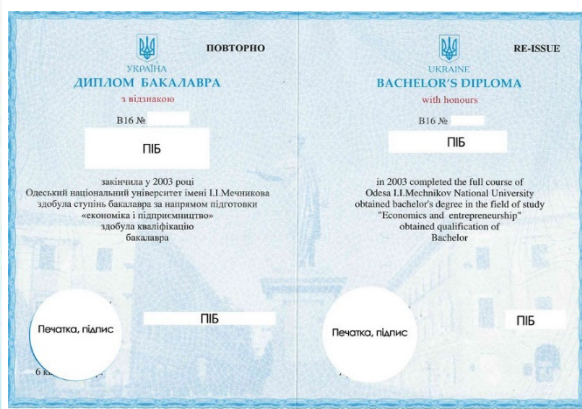 ПОВТОРНО
УКРАЇНА
ДИПЛОМ БАКАЛАВРА
з відзнакою
В16 №
ПІБ
закінчила у 2003 році
Одеський національний університет імені І.І.Мечникова
здобула ступінь бакалавра за напрямом підготовки
«економіка і підприємництво»
здобула кваліфікацію
бакалавра
ПІБ
Печатка, підпис
RE-ISSUE
UKRAINE
BACHELOR'S DIPLOMA
with honours
B16 №
ПІБ
in 2003 completed the full course of
Odesa I.I.Mechnikov National University
obtained bachelor's degree in the field of study
"Economics and entrepreneurship"
obtained qualification of
Bachelor
ПІБ
Печатка, підпис